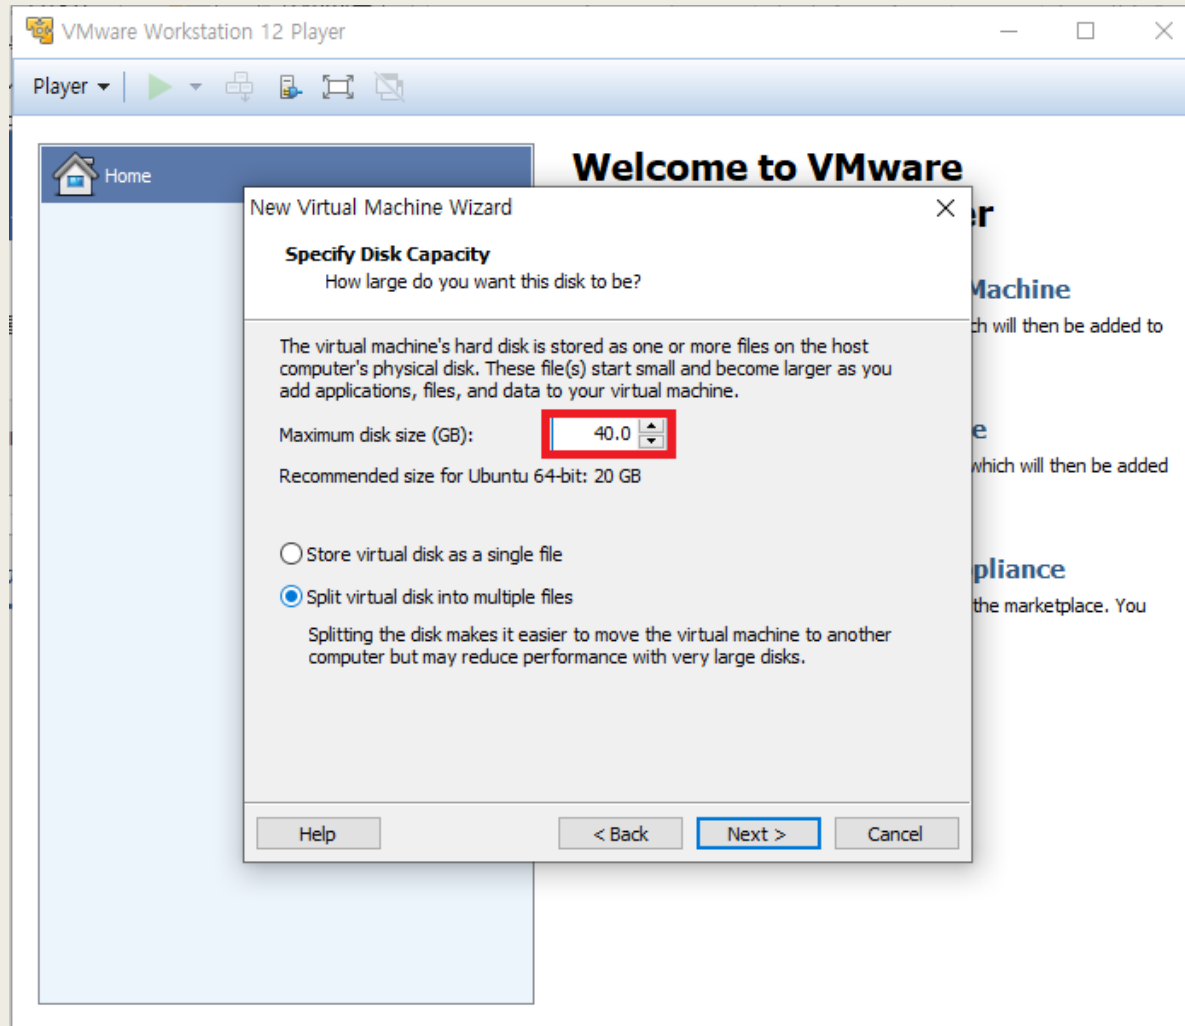 VMware Workstation 12 Player
Player
Home
Welcome to VMware
er
Machine
ch will then be added to
e
which will then be added
pliance
the marketplace. You
New Virtual Machine Wizard
Specify Disk Capacity
How large do you want this disk to be?
The virtual machine's hard disk is stored as one or more files on the host
computer's physical disk. These file(s) start small and become larger as you
add applications, files, and data to your virtual machine.
Maximum disk size (GB): 40.0
Recommended size for Ubuntu 64-bit: 20 GB
Store virtual disk as a single file
Split virtual disk into multiple files
Splitting the disk makes it easier to move the virtual machine to another
computer but may reduce performance with very large disks.
Help < Back Next > Cancel